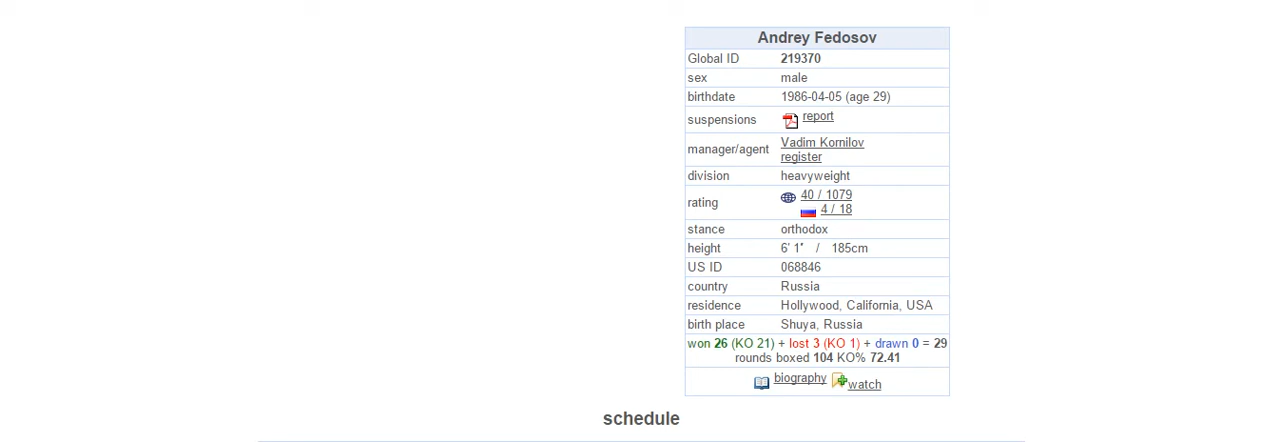 Andrey Fedosov
Global ID 219370
sex male
birthdate 1986-04-05 (age 29)
suspensions report
manager/agent Vadim Kornilov
register
division heavyweight
rating 40 / 1079
4 / 18
stance orthodox
height 6′ 1″ / 185cm
US ID 068846
country Russia
residence Hollywood, California, USA
birth place Shuya, Russia
won 26 (KO 21) + lost 3 (KO 1) + drawn 0 = 29
rounds boxed 104 KO% 72.41
biography watch
schedule